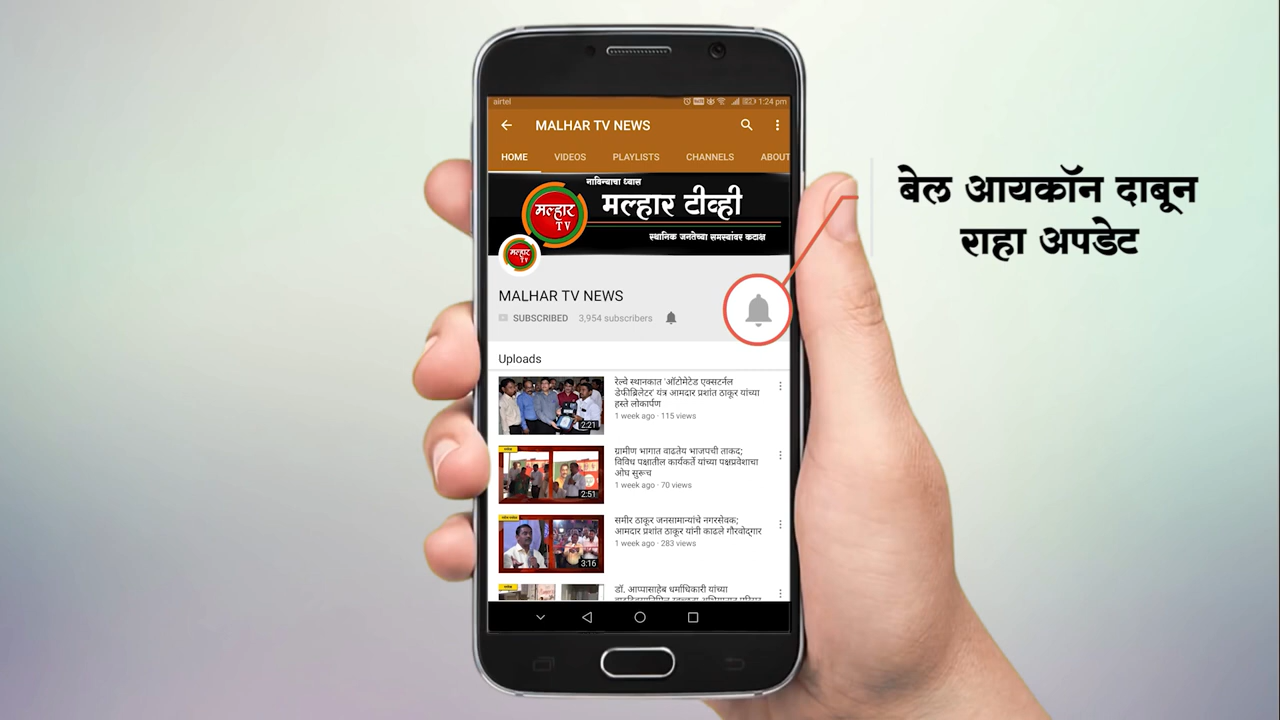 airtel 1:24 pm
MALHAR TV NEWS
HOME VIDEOS PLAYLISTS CHANNELS ABOUT
नाविन्याचा ध्यास
मल्हार टीव्ही
मल्हार
TV
स्थानिक जनतेच्या समस्यांवर कटाक्ष
मल्हार
TV
MALHAR TV NEWS
SUBSCRIBED 3,954 subscribers
बेल आयकॉन दाबून
राहा अपडेट
Uploads
रेल्वे स्थानकात 'ऑटोमेटेड एक्सटर्नल
डेफीब्रिलेटर' यंत्र आमदार प्रशांत ठाकूर यांच्या
हस्ते लोकार्पण
1 week ago · 115 views
2:21
ग्रामीण भागात वाढतेय भाजपची ताकद;
विविध पक्षातील कार्यकर्ते यांच्या पक्षप्रवेशाचा
ओघ सुरूच
1 week ago · 70 views
2:51
समीर ठाकूर जनसामान्यांचे नगरसेवक;
आमदार प्रशांत ठाकूर यांनी काढले गौरवोद्गार
1 week ago · 283 views
3:16
डॉ. आप्पासाहेब धर्माधिकारी यांच्या